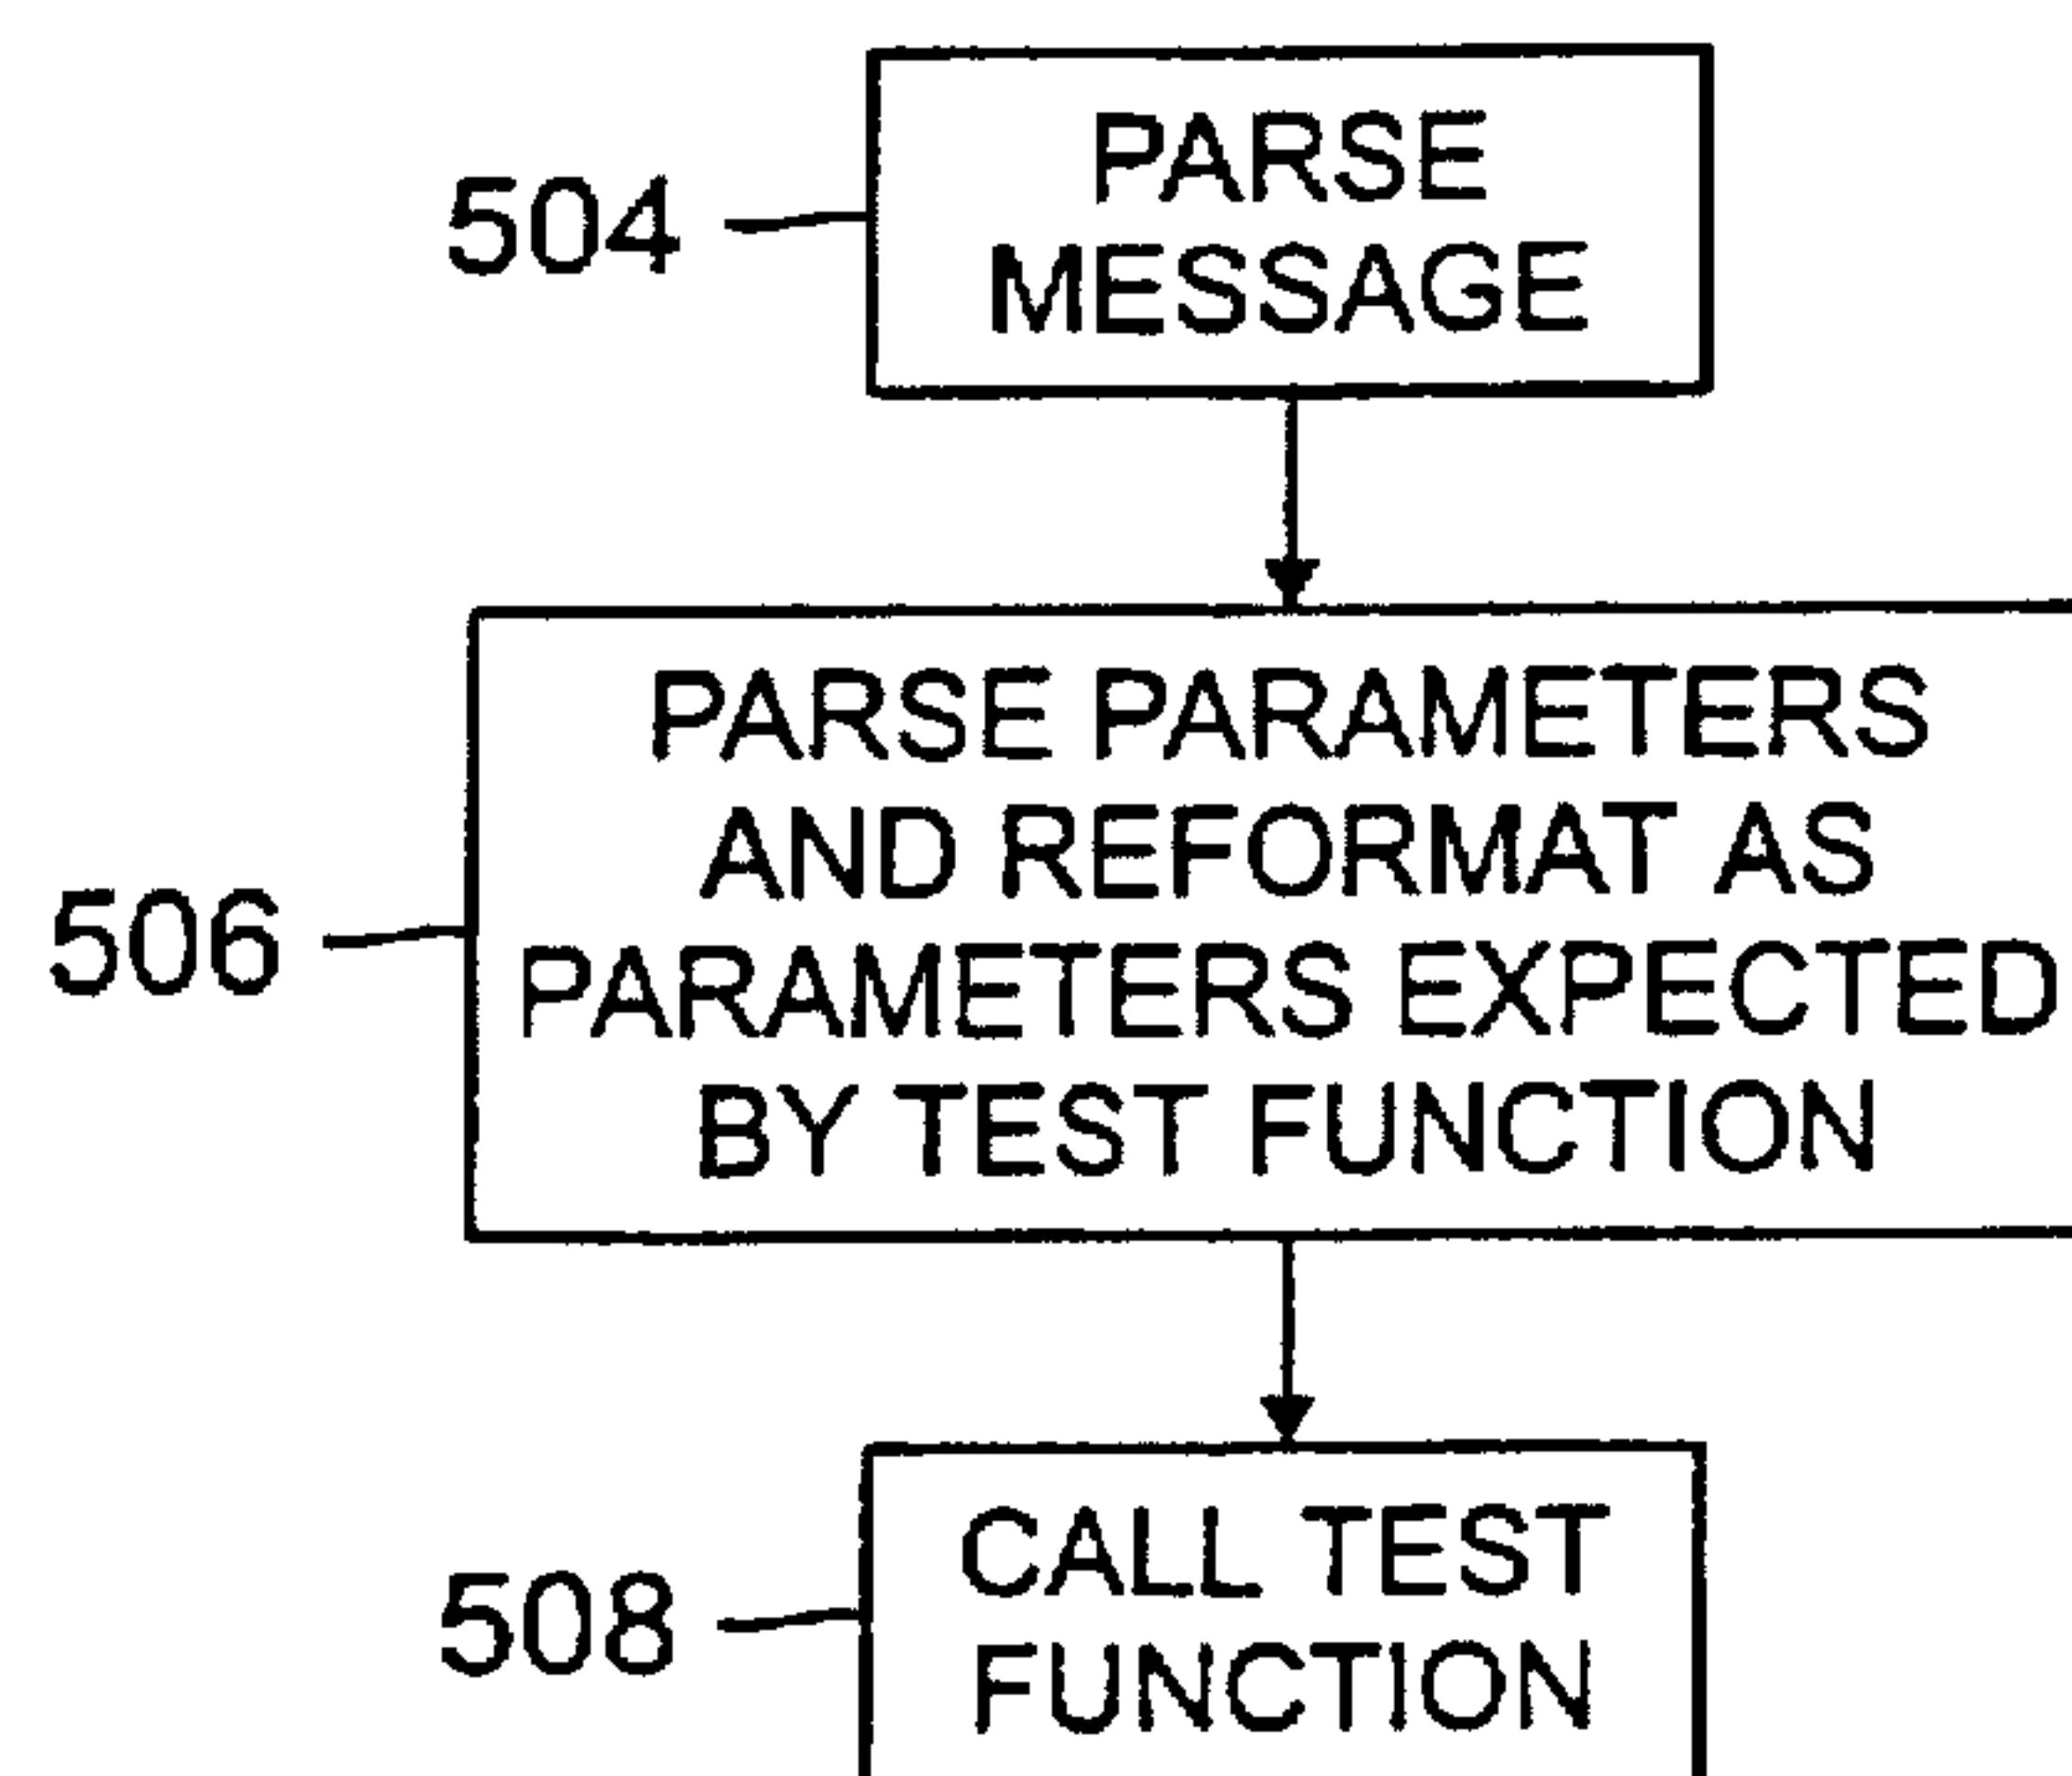 PARSE
MESSAGE
504
PARSE PARAMETERS
AND REFORMAT AS
PARAMETERS EXPECTED
BY TEST FUNCTION
506
CALL TEST
FUNCTION
508